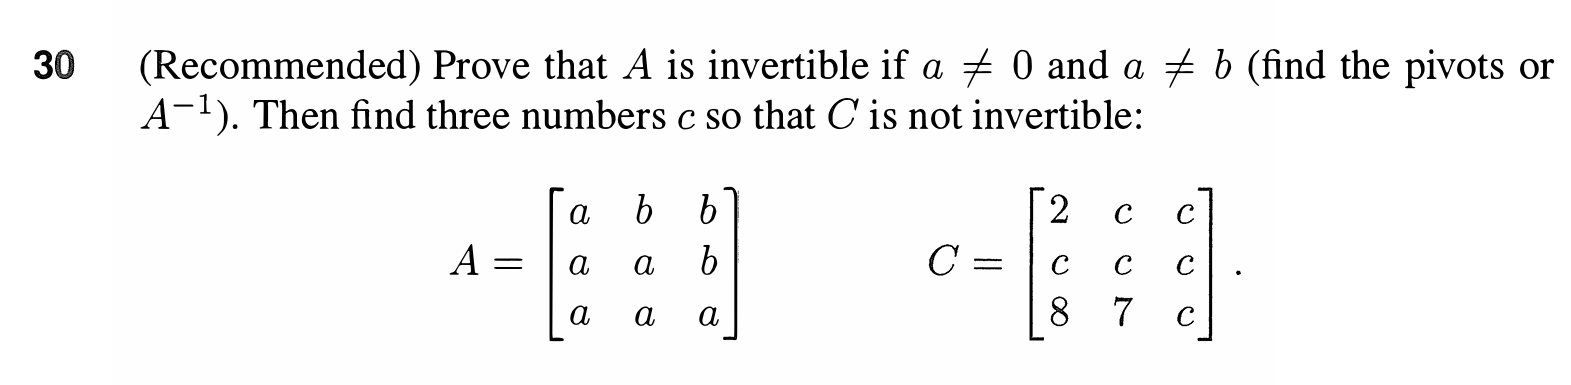 30 (Recommended) Prove that A is invertible if a ≠ 0 and a ≠ b (find the pivots or
A⁻¹). Then find three numbers c so that C is not invertible:
A = [a b b; a a b; a a a] C = [2 c c; c c c; 8 7 c].